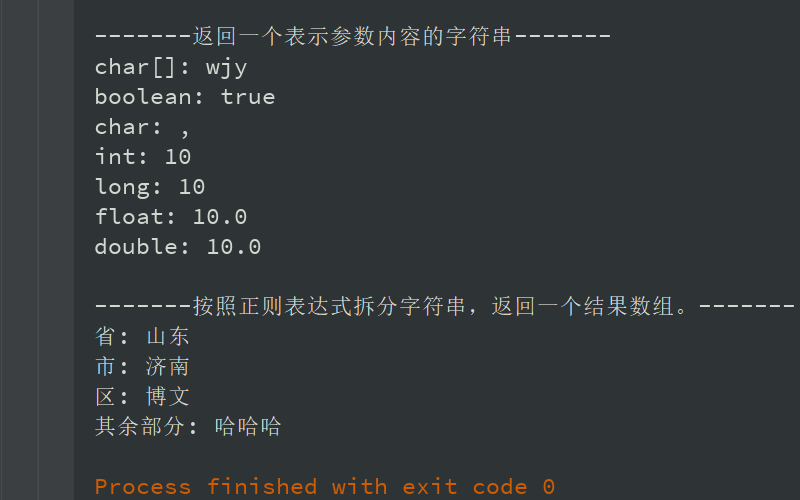 -------返回一个表示参数内容的字符串-------
char[]: wjy
boolean: true
char: ,
int: 10
long: 10
float: 10.0
double: 10.0
-------按照正则表达式拆分字符串，返回一个结果数组。-------
省: 山东
市: 济南
区: 博文
其余部分: 哈哈哈
Process finished with exit code 0